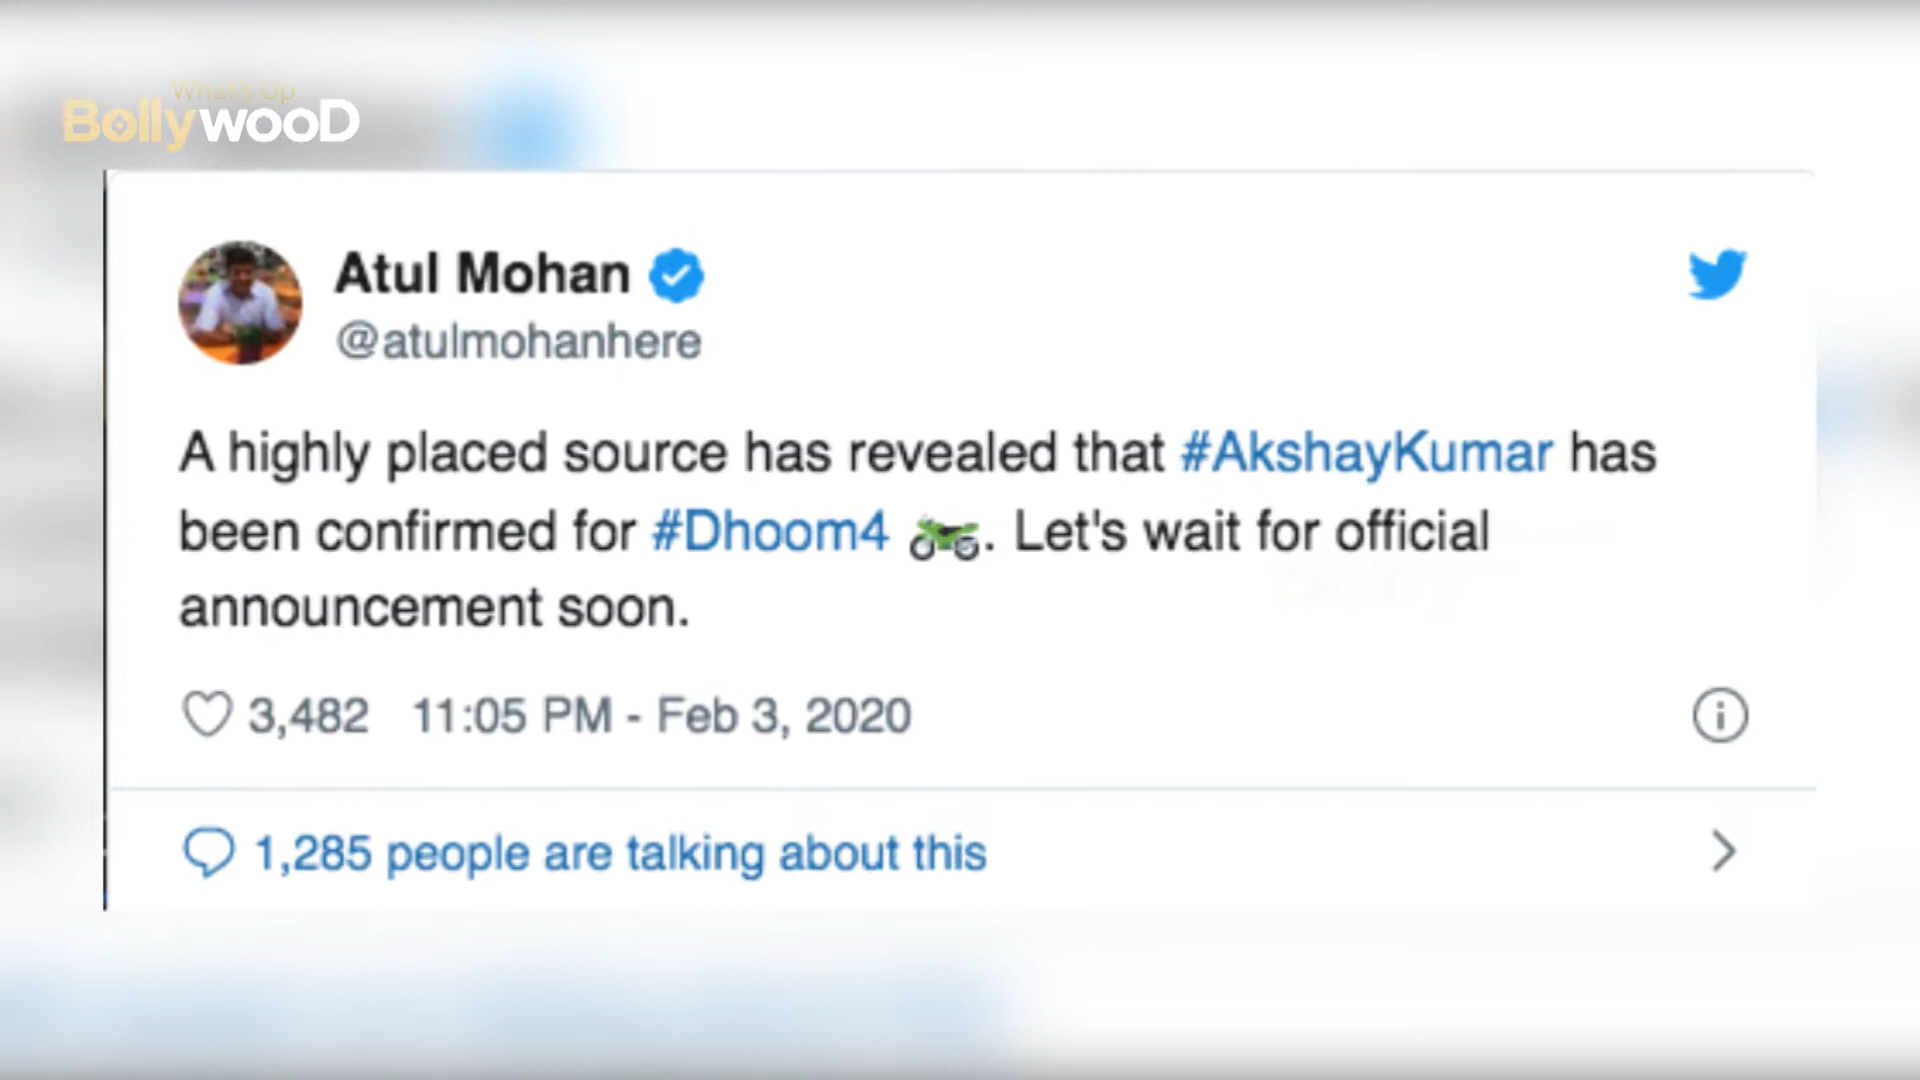 What's Up
BollywooD
Atul Mohan
@atulmohanhere
A highly placed source has revealed that #AkshayKumar has
been confirmed for #Dhoom4 . Let's wait for official
announcement soon.
3,482 11:05 PM - Feb 3, 2020
1,285 people are talking about this